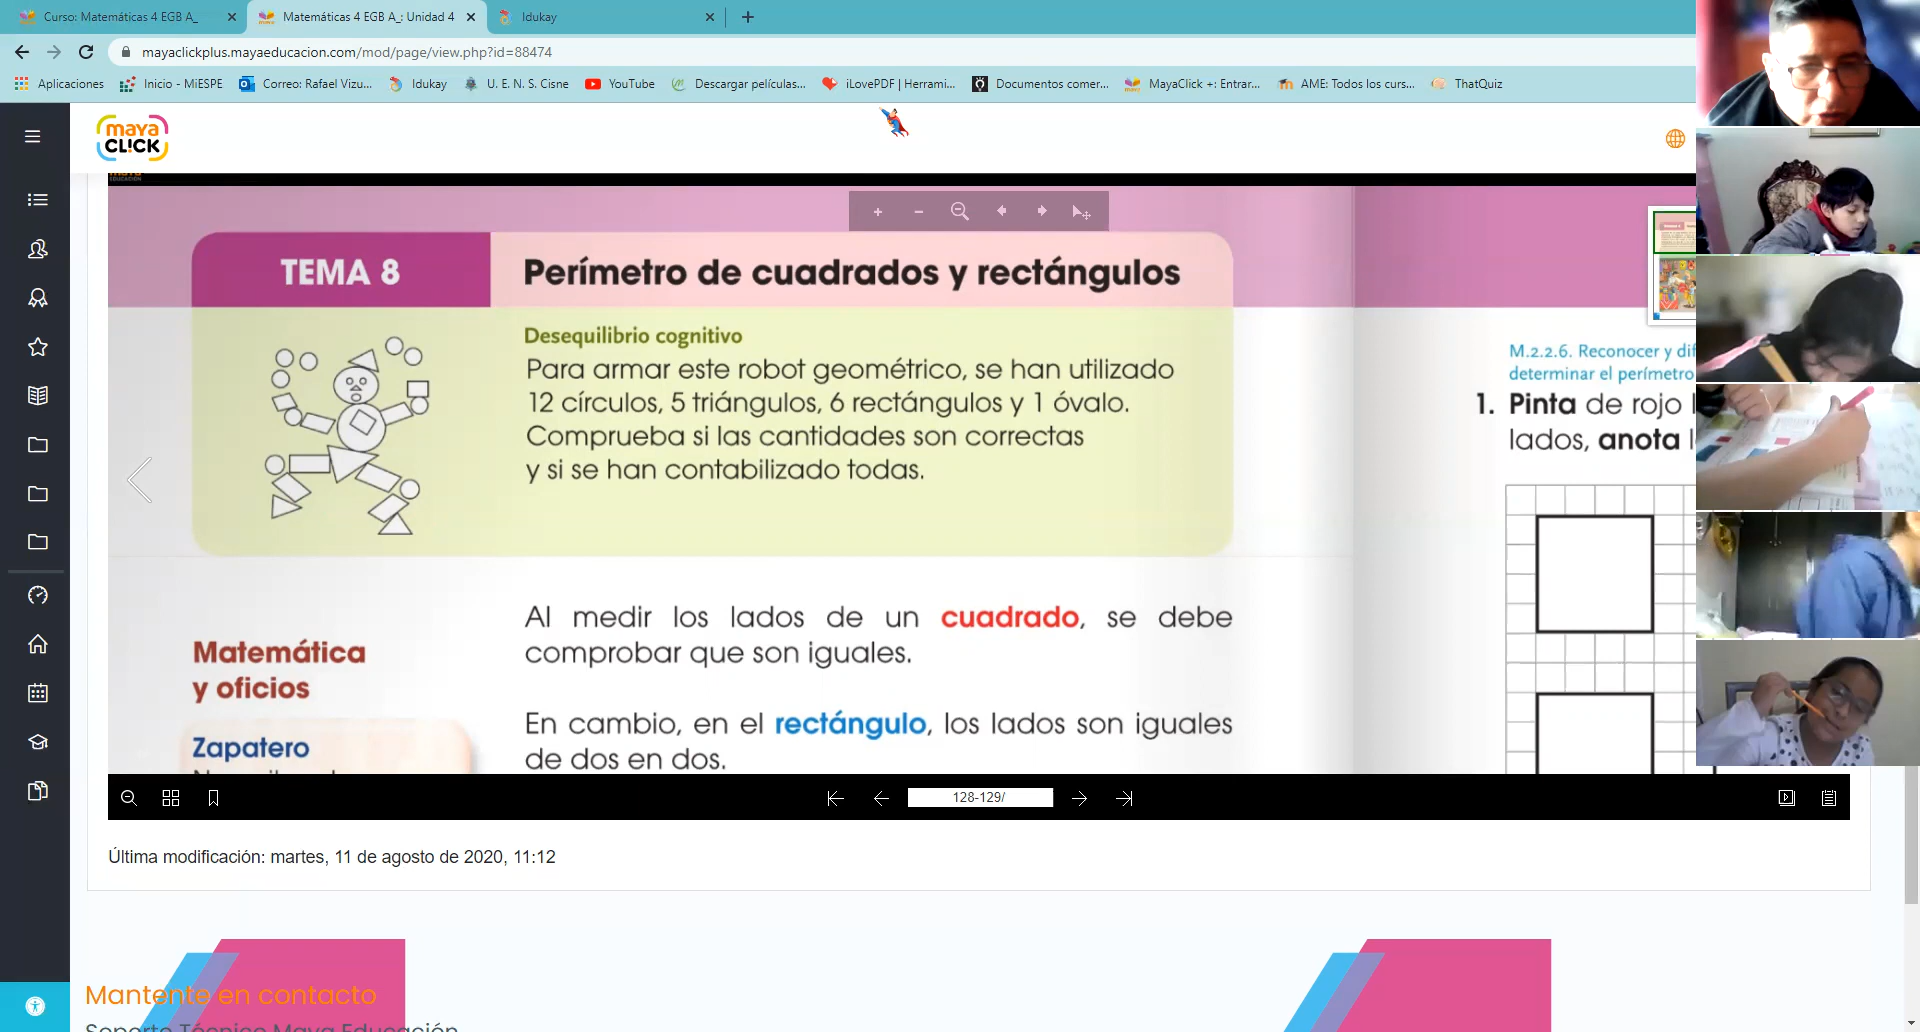 Curso: Matemáticas 4 EGB A_
Matemáticas 4 EGB A_: Unidad 4
Idukay
mayaclickplus.mayaeducacion.com/mod/page/view.php?id=88474
Aplicaciones
Inicio - MiESPE
Correo: Rafael Vizu...
Idukay
U. E. N. S. Cisne
YouTube
Descargar películas...
iLovePDF | Herrami...
Documentos comer...
MayaClick +: Entrar...
AME: Todos los curs...
ThatQuiz
maya
CLICK
TEMA 8
Perímetro de cuadrados y rectángulos
Desequilibrio cognitivo
Para armar este robot geométrico, se han utilizado
12 círculos, 5 triángulos, 6 rectángulos y 1 óvalo.
Comprueba si las cantidades son correctas
y si se han contabilizado todas.
Al medir los lados de un cuadrado, se debe
comprobar que son iguales.
En cambio, en el rectángulo, los lados son iguales
de dos en dos.
Matemática
y oficios
Zapatero
M.2.2.6. Reconocer y
determinar el perímetro
1. Pinta de rojo
lados, anota
128-129/
Última modificación: martes, 11 de agosto de 2020, 11:12
Mantente en contacto
Soporte Técnico Maya Educación